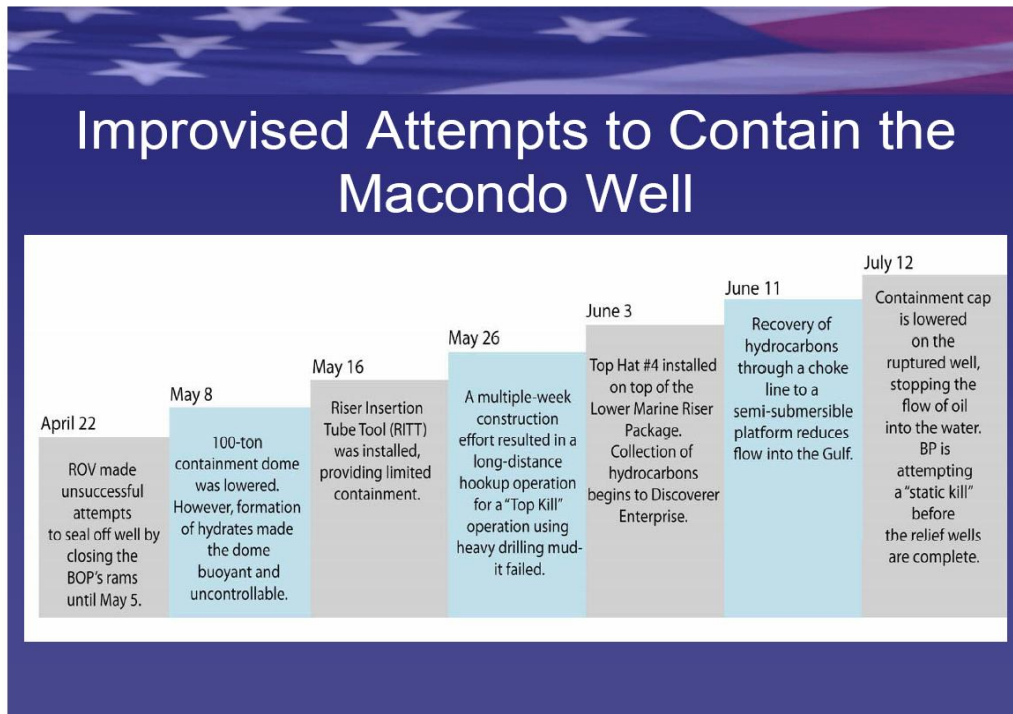 Improvised Attempts to Contain the
Macondo Well
April 22
ROV made
unsuccessful
attempts
to seal off well by
closing the
BOP's rams
until May 5.
May 8
100-ton
containment dome
was lowered.
However, formation
of hydrates made
the dome
buoyant and
uncontrollable.
May 16
Riser Insertion
Tube Tool (RITT)
was installed,
providing limited
containment.
May 26
A multiple-week
construction
effort resulted in a
long-distance
hookup operation
for a "Top Kill"
operation using
heavy drilling mud-
it failed.
June 3
Top Hat #4 installed
on top of the
Lower Marine Riser
Package.
Collection of
hydrocarbons
begins to Discoverer
Enterprise.
June 11
Recovery of
hydrocarbons
through a choke
line to a
semi-submersible
platform reduces
flow into the Gulf.
July 12
Containment cap
is lowered
on the
ruptured well,
stopping the
flow of oil
into the water.
BP is
attempting
a "static kill"
before
the relief wells
are complete.